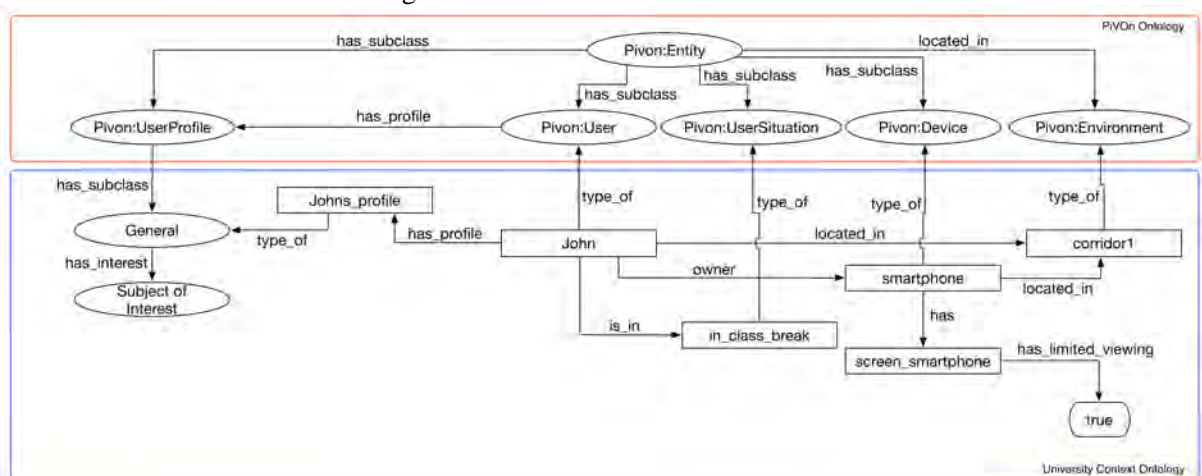 PiVOn Ontology
has_subclass
Pivon:Entity
located_in
has_subclass
has_subclass
has_subclass
Pivon:UserProfile
has_profile
Pivon:User
Pivon:UserSituation
Pivon:Device
Pivon:Environment
has_subclass
Johns_profile
type_of
type_of
type_of
type_of
General
type_of
has_profile
John
located_in
corridor1
has_interest
owner
smartphone
located_in
Subject of
Interest
is_in
in_class_break
has
screen_smartphone
has_limited_viewing
true
University Context Ontology